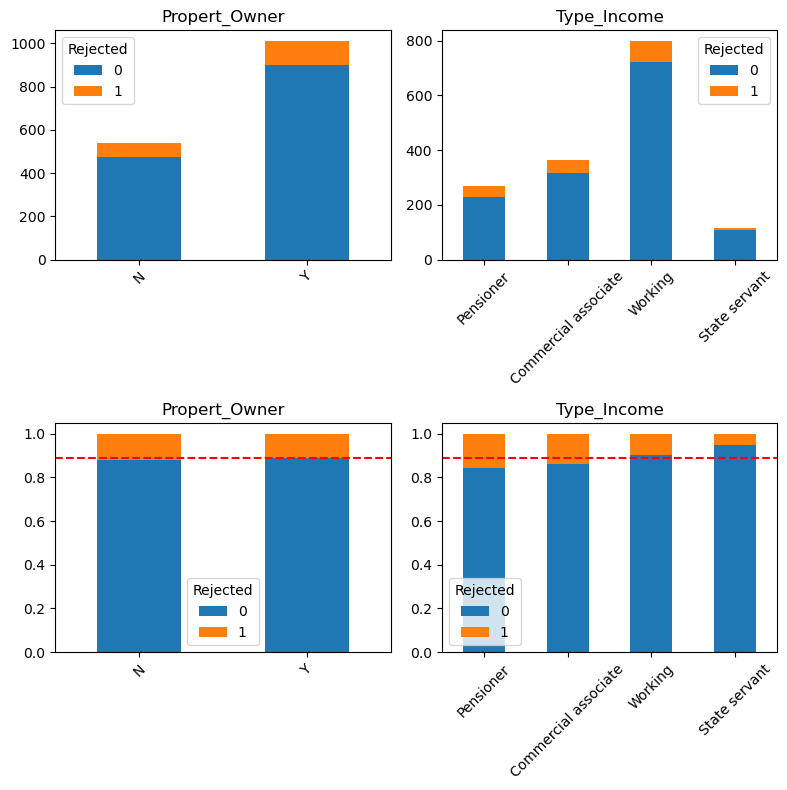 Propert_Owner
1000
800
600
400
200
0
Rejected
0
1
N
Y
Type_Income
800
600
400
200
0
Rejected
0
1
Pensioner
Commercial associate
Working
State servant
Propert_Owner
1.0
0.8
0.6
0.4
0.2
0.0
Rejected
0
1
N
Y
Type_Income
1.0
0.8
0.6
0.4
0.2
0.0
Rejected
0
1
Pensioner
Commercial associate
Working
State servant